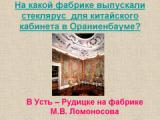 На какой фабрике выпускали
стеклярус для китайского
кабинета в Ораниенбауме?
В Усть – Рудицке на фабрике
М.В. Ломоносова